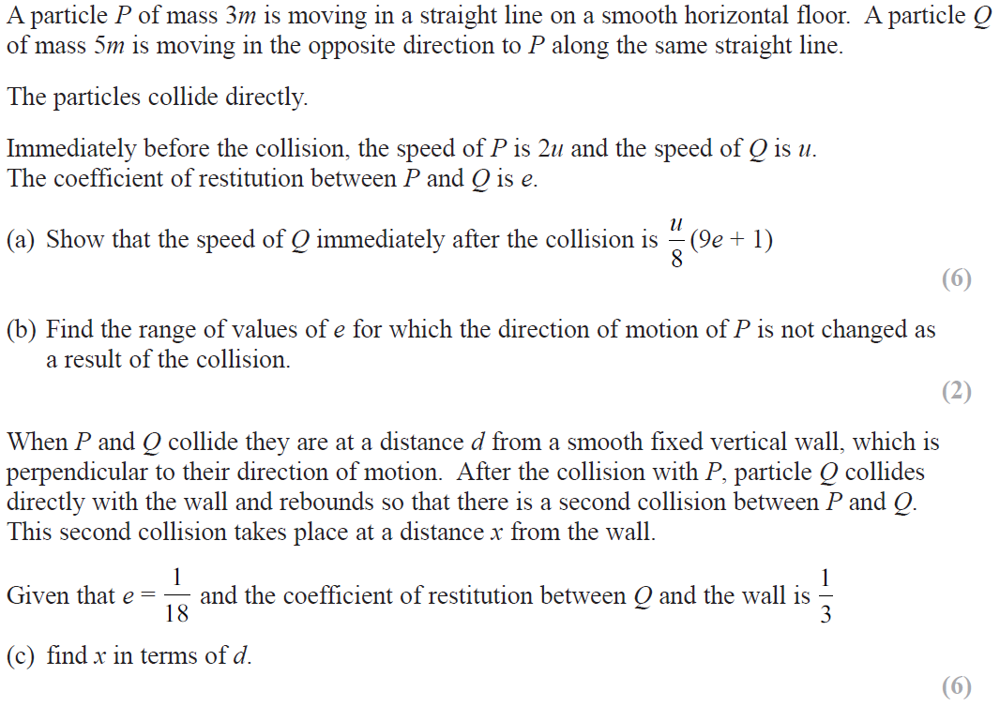 A particle P of mass 3m is moving in a straight line on a smooth horizontal floor. A particle Q
of mass 5m is moving in the opposite direction to P along the same straight line.
The particles collide directly.
Immediately before the collision, the speed of P is 2u and the speed of Q is u.
The coefficient of restitution between P and Q is e.
(a) Show that the speed of Q immediately after the collision is u/8 (9e + 1)
(6)
(b) Find the range of values of e for which the direction of motion of P is not changed as
a result of the collision.
(2)
When P and Q collide they are at a distance d from a smooth fixed vertical wall, which is
perpendicular to their direction of motion. After the collision with P, particle Q collides
directly with the wall and rebounds so that there is a second collision between P and Q.
This second collision takes place at a distance x from the wall.
Given that e = 1/18 and the coefficient of restitution between Q and the wall is 1/3
(c) find x in terms of d.
(6)